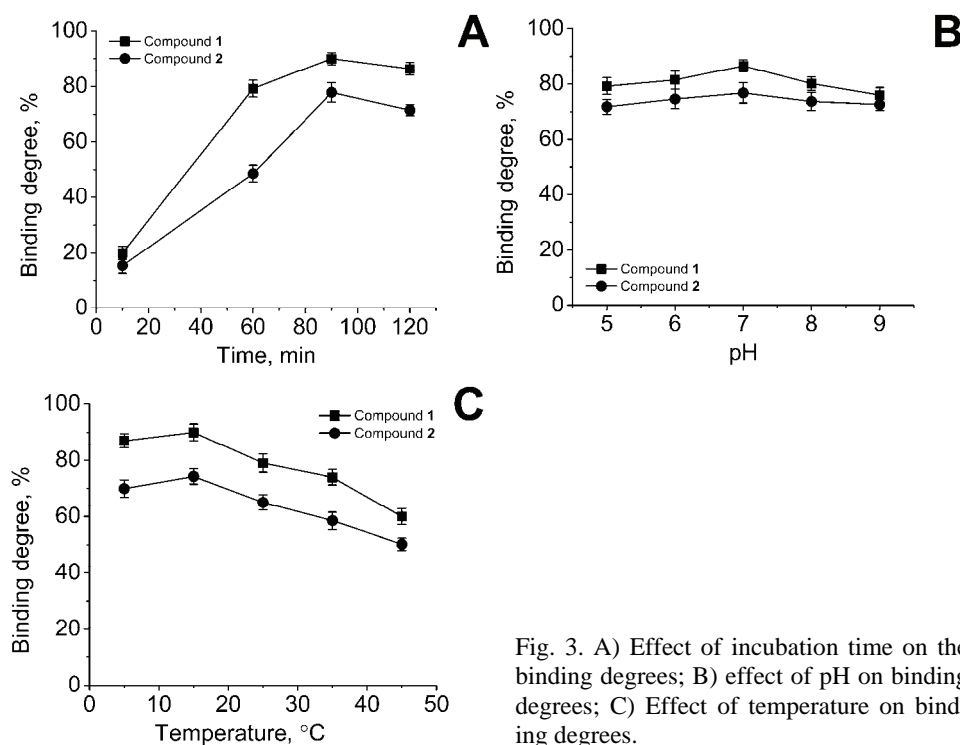 A
Compound 1
Compound 2
Binding degree, %
100
80
60
40
20
0
0 20 40 60 80 100 120
Time, min
B
Binding degree, %
100
80
60
40
20
0
Compound 1
Compound 2
5 6 7 8 9
pH
C
Compound 1
Compound 2
Binding degree, %
100
80
60
40
20
0
0 10 20 30 40 50
Temperature, °C
Fig. 3. A) Effect of incubation time on the
binding degrees; B) effect of pH on binding
degrees; C) Effect of temperature on bind-
ing degrees.